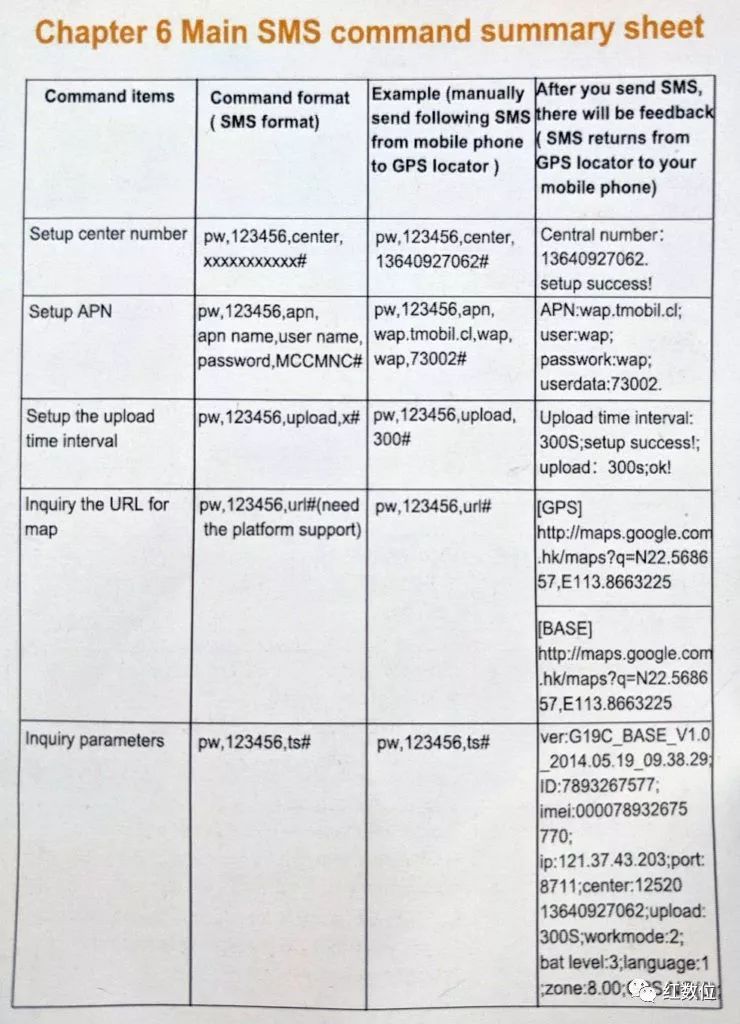 Chapter 6 Main SMS command summary sheet
Command items
Command format
( SMS format)
Example (manually
send following SMS
from mobile phone
to GPS locator )
After you send SMS,
there will be feedback
( SMS returns from
GPS locator to your
mobile phone)
Setup center number
pw,123456,center,
xxxxxxxxxxx#
pw,123456,center,
13640927062#
Central number:
13640927062.
setup success!
Setup APN
pw,123456,apn,
apn name,user name,
password,MCCMNC#
pw,123456,apn,
wap.tmobil.cl,wap,
wap,73002#
APN:wap.tmobil.cl;
user:wap;
passwork:wap;
userdata:73002.
Setup the upload
time interval
pw,123456,upload,x#
pw,123456,upload,
300#
Upload time interval:
300S;setup success!;
upload: 300s;ok!
Inquiry the URL for
map
pw,123456,url#(need
the platform support)
pw,123456,url#
[GPS]
http://maps.google.com
.hk/maps?q=N22.5686
57,E113.8663225
[BASE]
http://maps.google.com
.hk/maps?q=N22.5686
57,E113.8663225
Inquiry parameters
pw,123456,ts#
pw,123456,ts#
ver:G19C_BASE_V1.0
_2014.05.19_09.38.29;
ID:7893267577;
imei:000078932675
770;
ip:121.37.43.203;port:
8711;center:12520
13640927062;upload:
300S;workmode:2;
bat level:3;language:1
;zone:8.00;
红数位